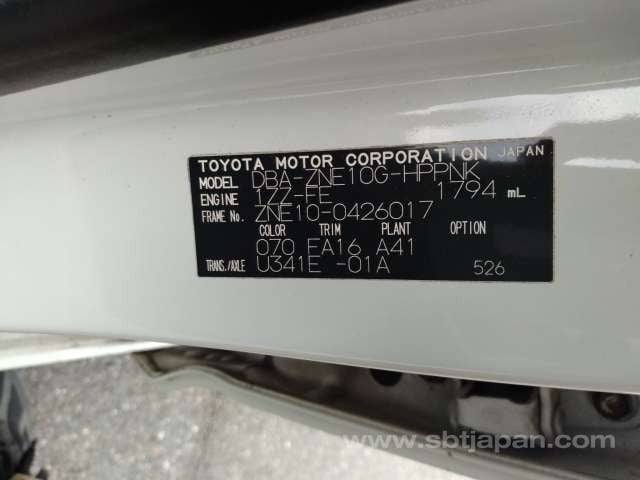 TOYOTA MOTOR CORPORATION JAPAN
MODEL DBA-ZNE10G-HPPNK
ENGINE 1ZZ-FE 1794 mL
FRAME No. ZNE10-0426017
COLOR TRIM PLANT OPTION
070 FA16 A41
TRANS./AXLE U341E -01A 526
www.sbtjapan.com